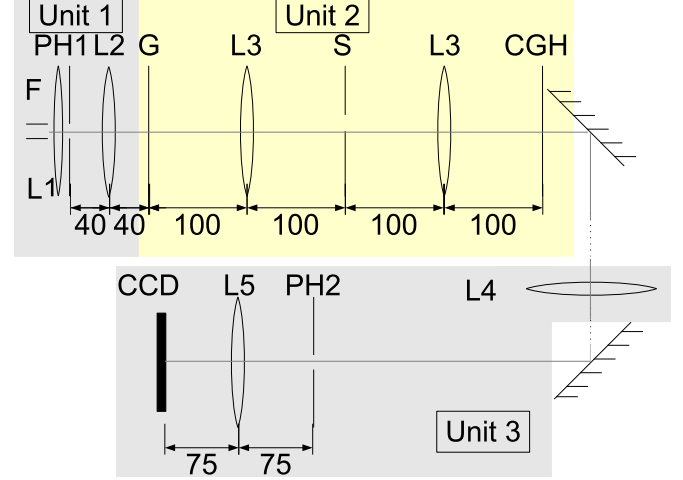 Unit 1
Unit 2
PH1 L2 G L3 S L3 CGH
F
L1
40 40 100 100 100 100
CCD L5 PH2 L4
Unit 3
75 75